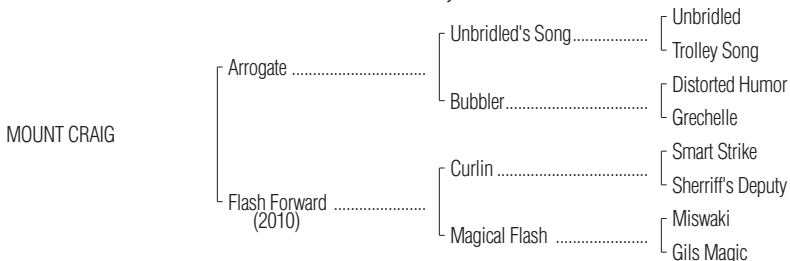 Unbridled
Unbridled's Song..................
Trolley Song
Arrogate ................................
Distorted Humor
Bubbler..................................
Grechelle
MOUNT CRAIG
Smart Strike
Curlin ....................................
Sherriff's Deputy
Flash Forward ......................
(2010)
Miswaki
Magical Flash ......................
Gils Magic